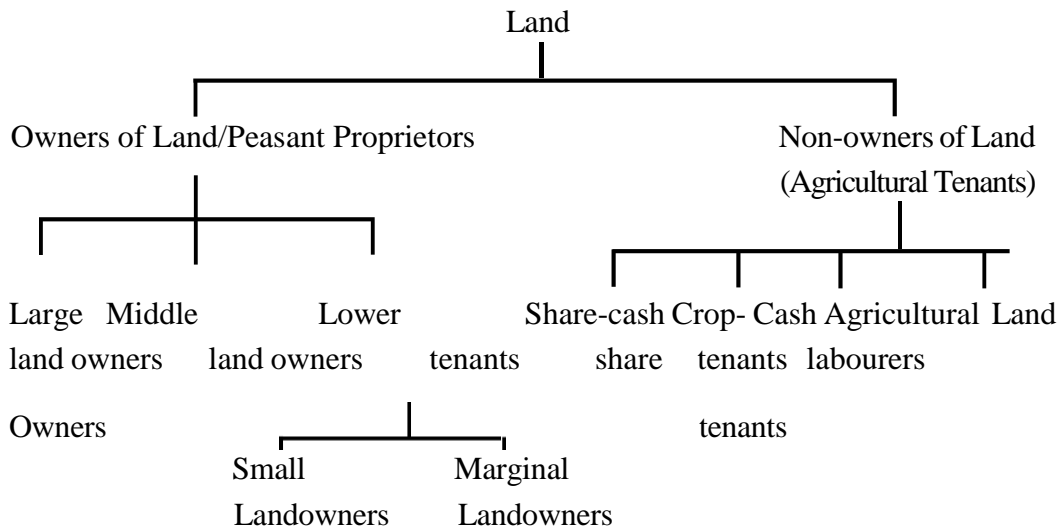 Land
Owners of Land/Peasant Proprietors Non-owners of Land
(Agricultural Tenants)
Large Middle Lower Share-cash Crop- Cash Agricultural Land
land owners land owners tenants share tenants labourers
Owners tenants
Small Marginal
Landowners Landowners